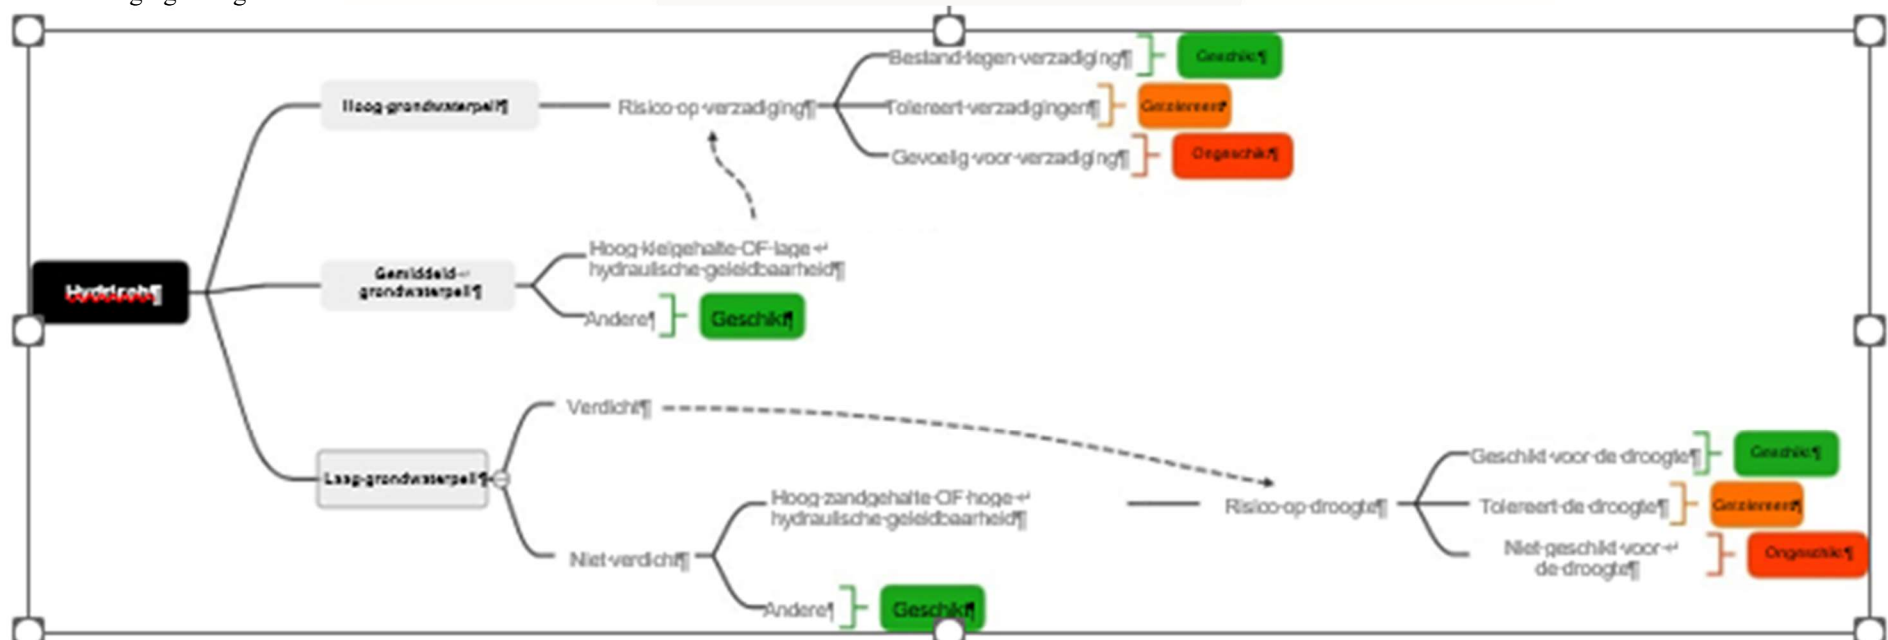 Bestand tegen verzadiging¶
Geschikt¶
Hoog grondwaterpeil¶
Risico op verzadiging¶
Tolereert verzadigingen¶
Gevoelig voor verzadiging¶
Ongeschikt¶
Hoog kleigehalte OF lage↵
hydraulische geleidbaarheid¶
Gemiddeld↵
grondwaterpeil¶
Andere¶
Geschikt¶
Verdicht¶
Laag grondwaterpeil¶
Geschikt voor de droogte¶
Geschikt¶
Hoog zandgehalte OF hoge↵
hydraulische geleidbaarheid¶
Risico op droogte¶
Tolereert de droogte¶
Niet geschikt voor↵
de droogte¶
Ongeschikt¶
Niet verdicht¶
Andere¶
Geschikt¶